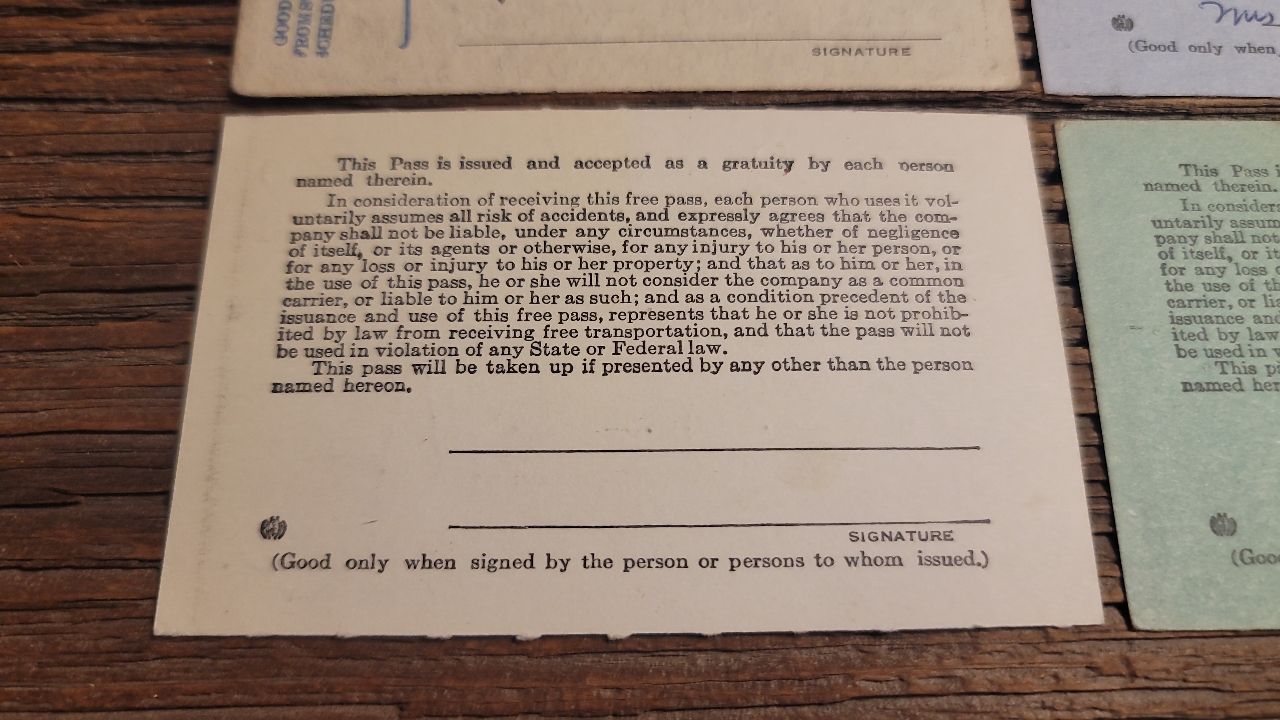 GOOD
FROM S
SCHED
SIGNATURE
Mrs
(Good only when
This Pass is issued and accepted as a gratuity by each person
named therein.
In consideration of receiving this free pass, each person who uses it vol-
untarily assumes all risk of accidents, and expressly agrees that the com-
pany shall not be liable, under any circumstances, whether of negligence
of itself, or its agents or otherwise, for any injury to his or her person, or
for any loss or injury to his or her property; and that as to him or her, in
the use of this pass, he or she will not consider the company as a common
carrier, or liable to him or her as such; and as a condition precedent of the
issuance and use of this free pass, represents that he or she is not prohib-
ited by law from receiving free transportation, and that the pass will not
be used in violation of any State or Federal law.
This pass will be taken up if presented by any other than the person
named hereon.
SIGNATURE
(Good only when signed by the person or persons to whom issued.)
This Pass i
named therein.
In consider
untarily assum
pany shall not
of itself, or it
for any loss o
the use of th
carrier, or lia
issuance and
ited by law
be used in v
This pa
named her
(Goo